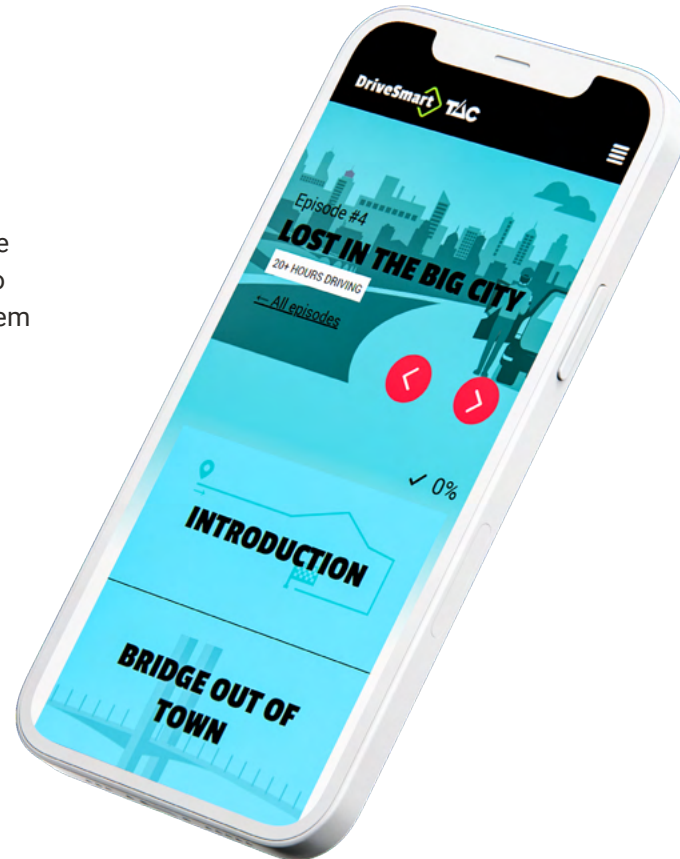 e
o
em
DriveSmart TAC
Episode #4
LOST IN THE BIG CITY
20+ HOURS DRIVING
← All episodes
✓ 0%
INTRODUCTION
BRIDGE OUT OF
TOWN